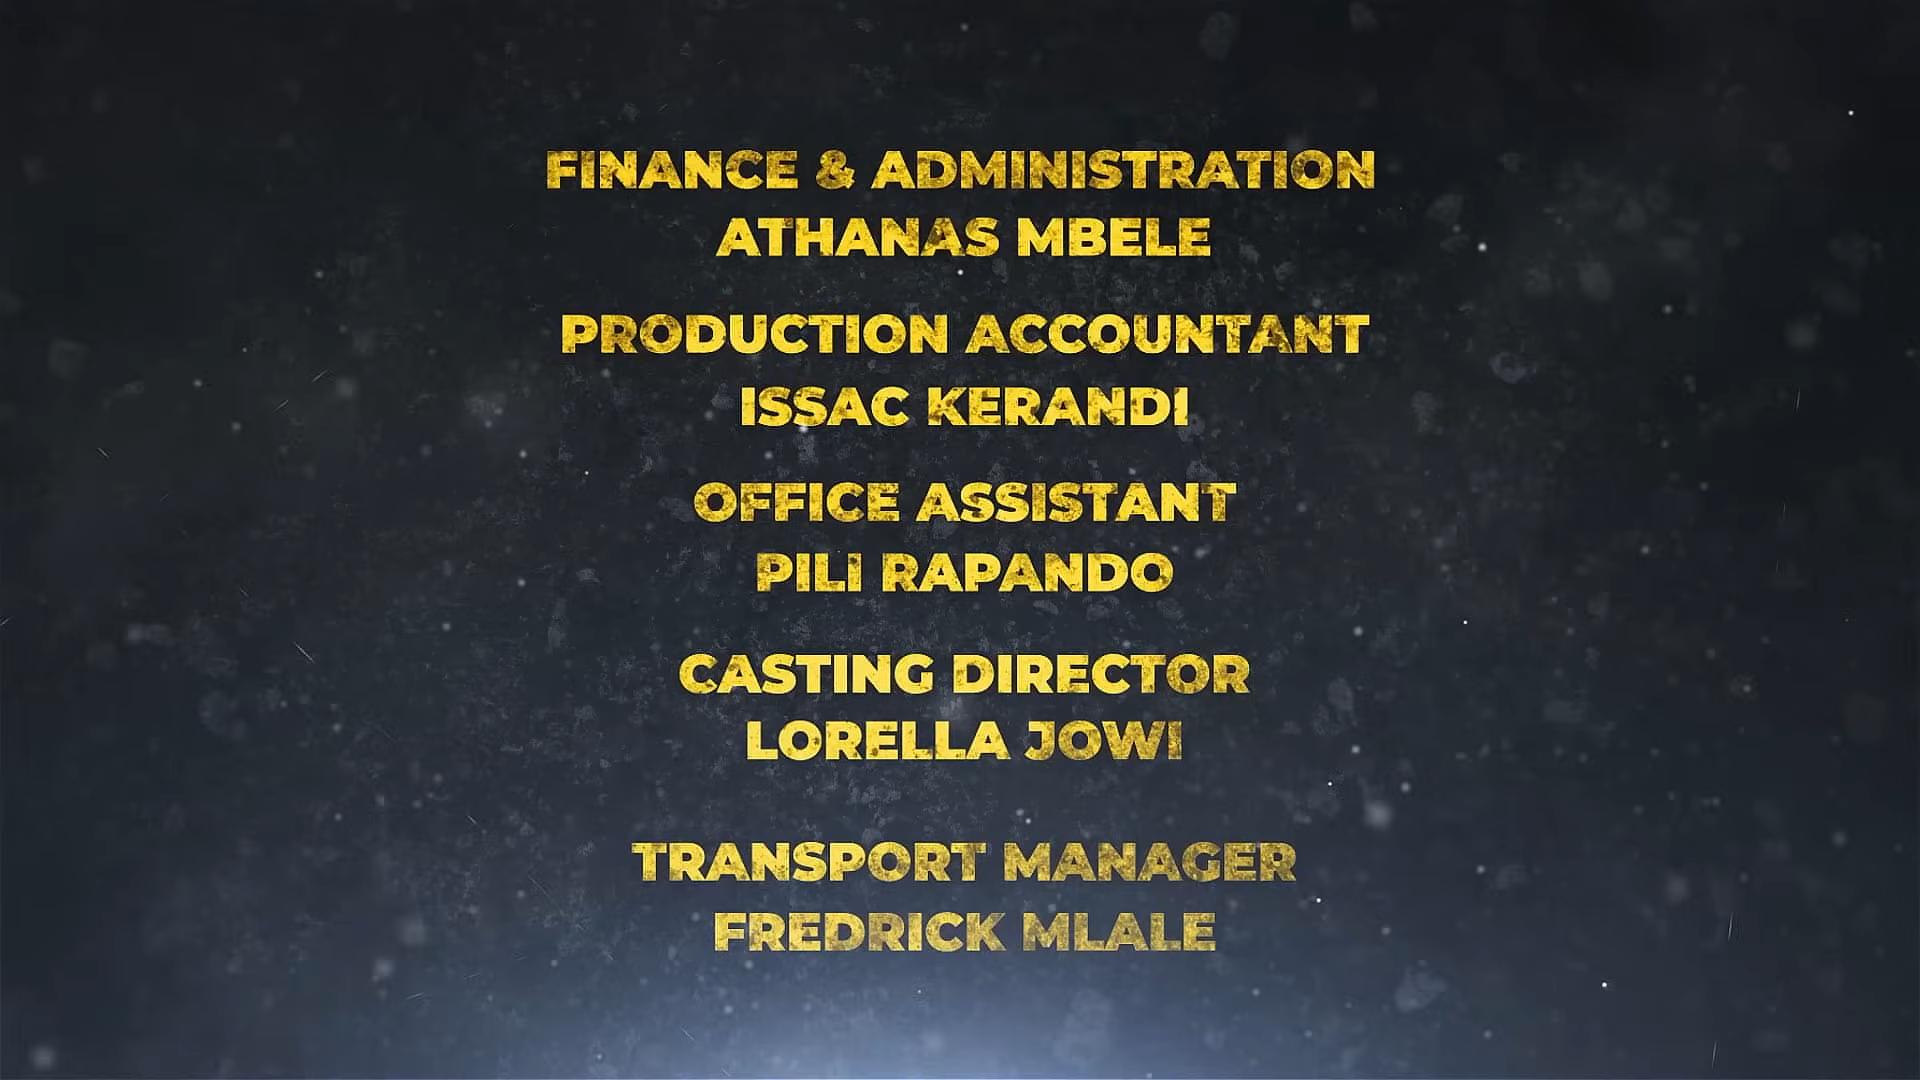 FINANCE & ADMINISTRATION
ATHANAS MBELE
PRODUCTION ACCOUNTANT
ISSAC KERANDI
OFFICE ASSISTANT
PILI RAPANDO
CASTING DIRECTOR
LORELLA JOWI
TRANSPORT MANAGER
FREDRICK MLALE